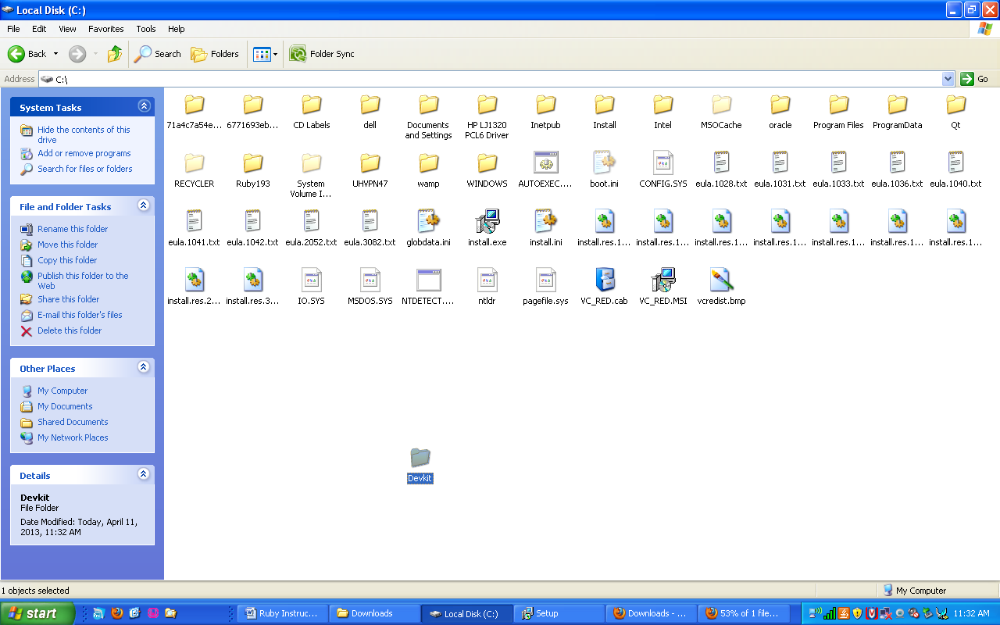 Local Disk (C:)
File Edit View Favorites Tools Help
Back Search Folders Folder Sync
Address C:\ Go
System Tasks
Hide the contents of this
drive
Add or remove programs
Search for files or folders
File and Folder Tasks
Rename this folder
Move this folder
Copy this folder
Publish this folder to the
Web
Share this folder
E-mail this folder's files
Delete this folder
Other Places
My Computer
My Documents
Shared Documents
My Network Places
Details
Devkit
File Folder
Date Modified: Today, April 11,
2013, 11:32 AM
71a4c7a54e... 6771693eb... CD Labels dell Documents HP LJ1320 Inetpub Install Intel MSOCache oracle Program Files ProgramData Qt
and Settings PCL6 Driver
RECYCLER Ruby193 System UHVPN47 wamp WINDOWS AUTOEXEC.... boot.ini CONFIG.SYS eula.1028.txt eula.1031.txt eula.1033.txt eula.1036.txt eula.1040.txt
Volume I...
eula.1041.txt eula.1042.txt eula.2052.txt eula.3082.txt globdata.ini install.exe install.ini install.res.1... install.res.1... install.res.1... install.res.1... install.res.1... install.res.1... install.res.1...
install.res.2... install.res.3... IO.SYS MSDOS.SYS NTDETECT.... ntldr pagefile.sys VC_RED.cab VC_RED.MSI vcredist.bmp
Devkit
1 objects selected My Computer
start Ruby Instruc... Downloads Local Disk (C:) Setup Downloads - ... 53% of 1 file... 11:32 AM